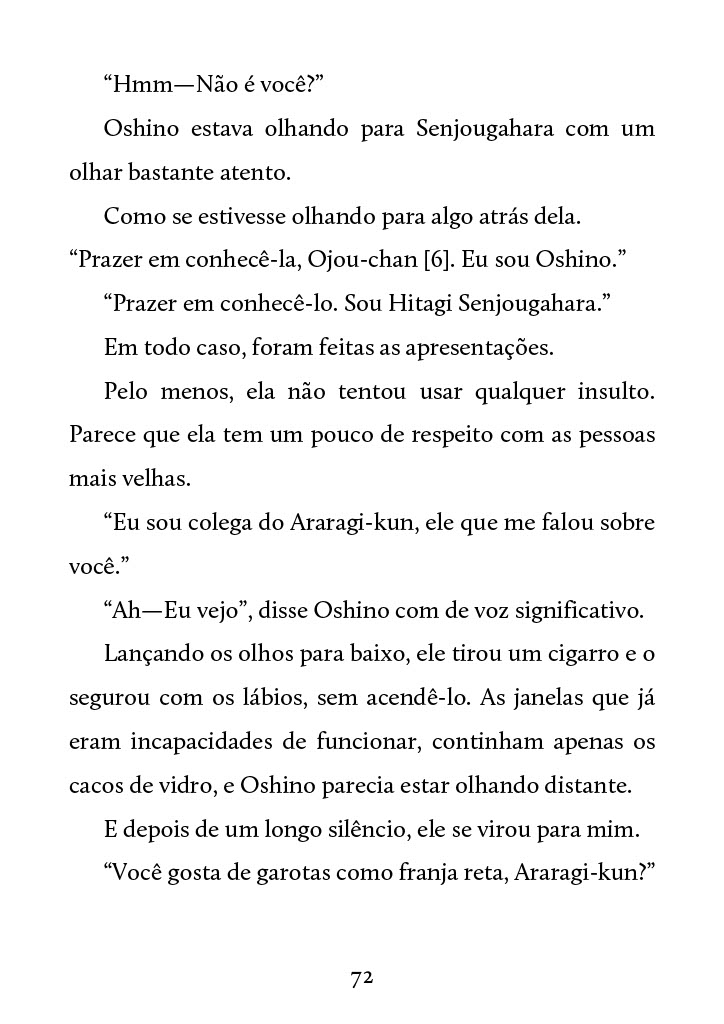 “Hmm—Não é você?”
Oshino estava olhando para Senjougahara com um
olhar bastante atento.
Como se estivesse olhando para algo atrás dela.
“Prazer em conhecê-la, Ojou-chan [6]. Eu sou Oshino.”
“Prazer em conhecê-lo. Sou Hitagi Senjougahara.”
Em todo caso, foram feitas as apresentações.
Pelo menos, ela não tentou usar qualquer insulto.
Parece que ela tem um pouco de respeito com as pessoas
mais velhas.
“Eu sou colega do Araragi-kun, ele que me falou sobre
você.”
“Ah—Eu vejo”, disse Oshino com de voz significativo.
Lançando os olhos para baixo, ele tirou um cigarro e o
segurou com os lábios, sem acendê-lo. As janelas que já
eram incapacidades de funcionar, continham apenas os
cacos de vidro, e Oshino parecia estar olhando distante.
E depois de um longo silêncio, ele se virou para mim.
“Você gosta de garotas como franja reta, Araragi-kun?”
72